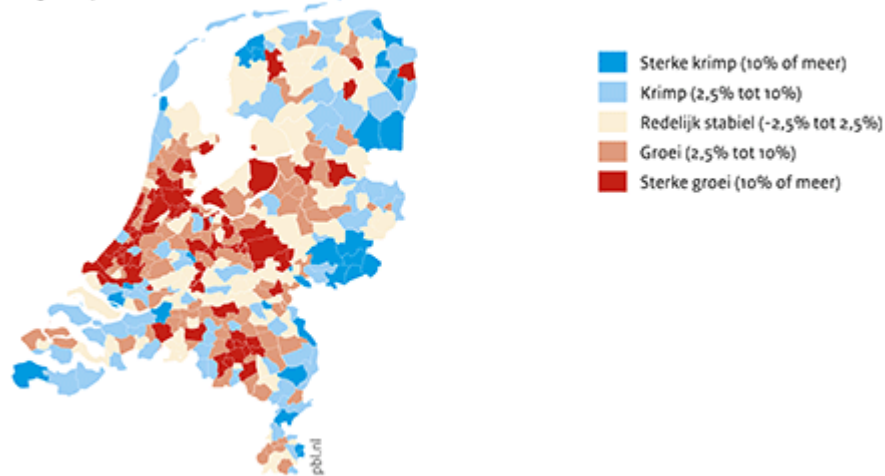 Sterke krimp (10% of meer)
Krimp (2,5% tot 10%)
Redelijk stabiel (-2,5% tot 2,5%)
Groei (2,5% tot 10%)
Sterke groei (10% of meer)
pbl.nl